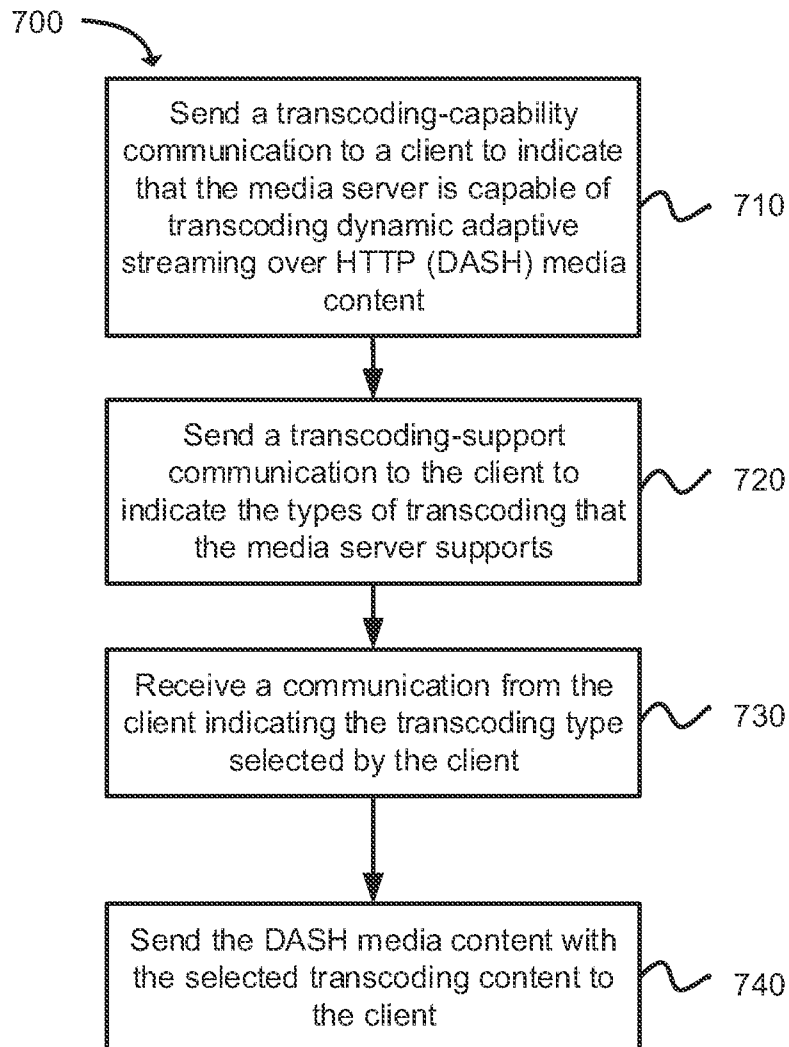 700
Send a transcoding-capability
communication to a client to indicate
that the media server is capable of
transcoding dynamic adaptive
streaming over HTTP (DASH) media
content
710
Send a transcoding-support
communication to the client to
indicate the types of transcoding that
the media server supports
720
Receive a communication from the
client indicating the transcoding type
selected by the client
730
Send the DASH media content with
the selected transcoding content to
the client
740